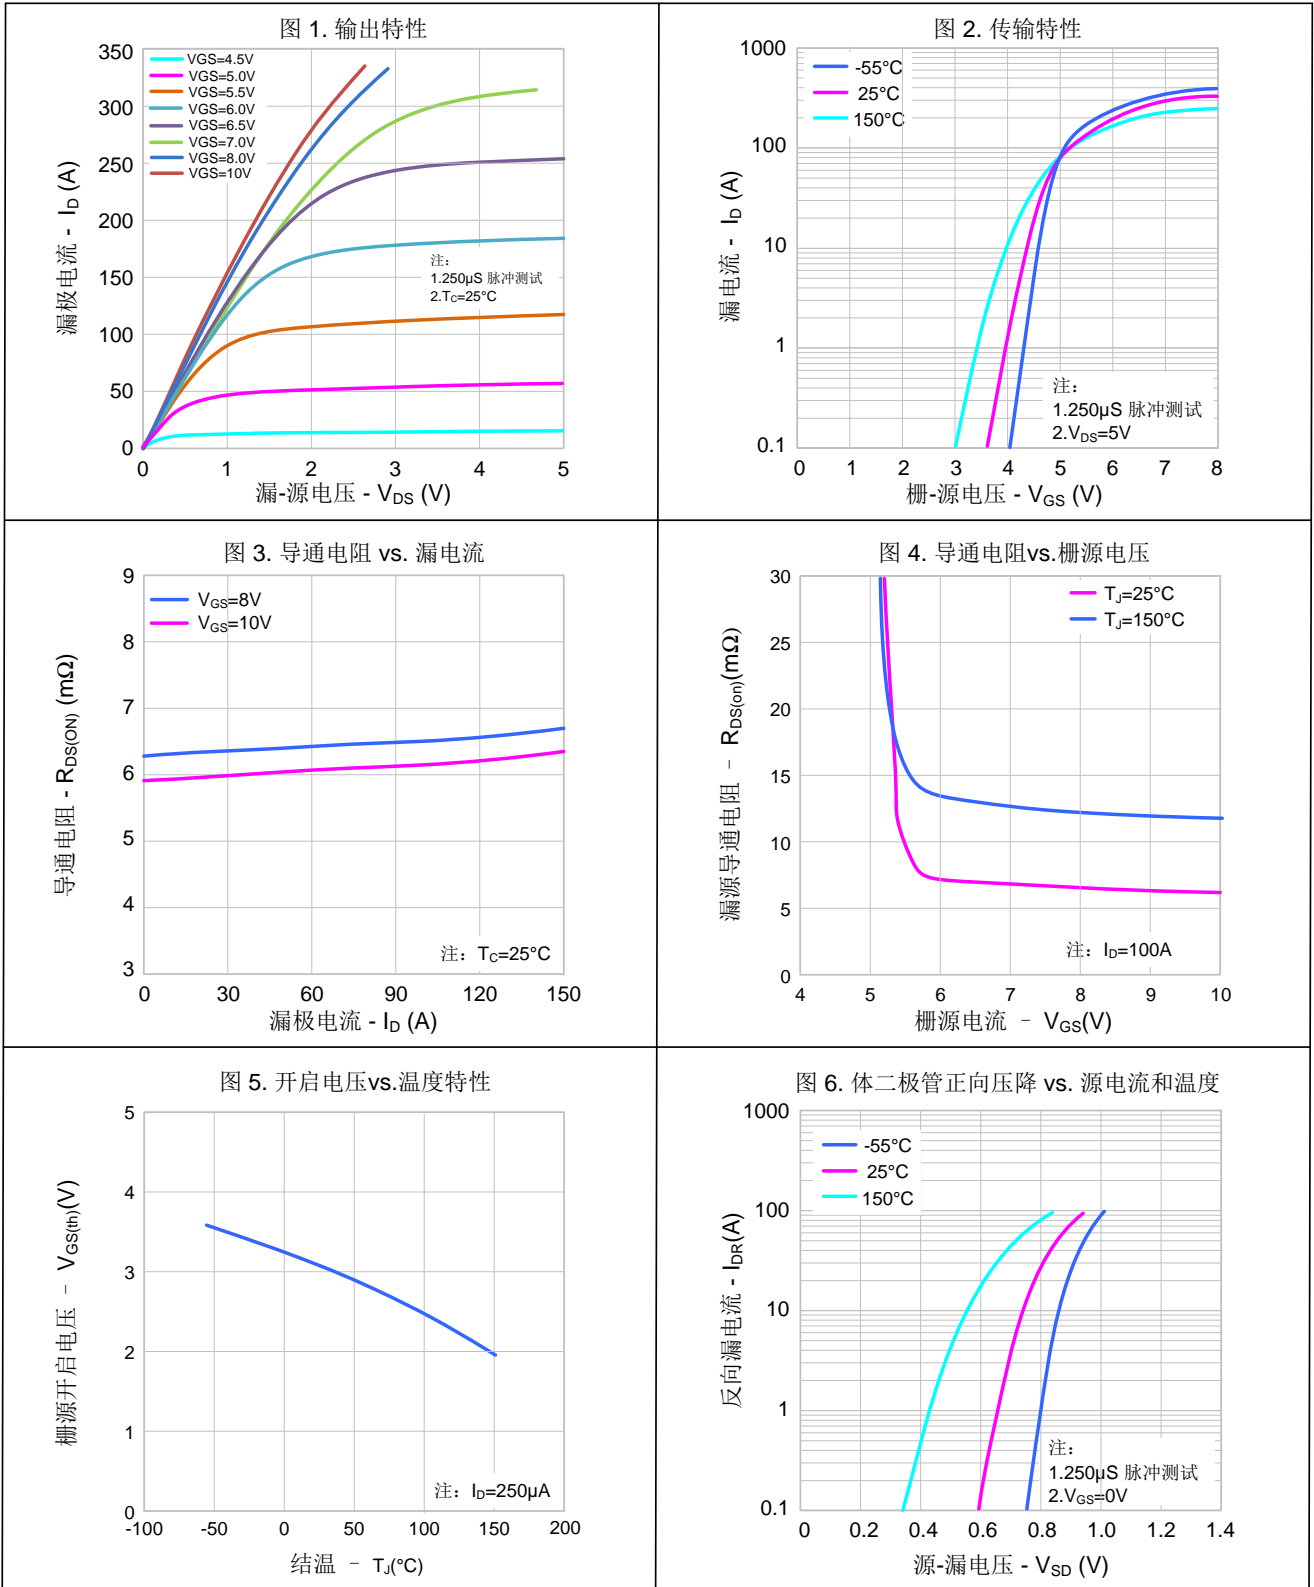 图 1. 输出特性
漏极电流 - ID (A)
350
300
250
200
150
100
50
0
VGS=4.5V
VGS=5.0V
VGS=5.5V
VGS=6.0V
VGS=6.5V
VGS=7.0V
VGS=8.0V
VGS=10V
注：
1.250µS 脉冲测试
2.TC=25°C
0 1 2 3 4 5
漏-源电压 - VDS (V)
图 2. 传输特性
漏电流 - ID (A)
1000
100
10
1
0.1
-55°C
25°C
150°C
注：
1.250µS 脉冲测试
2.VDS=5V
0 1 2 3 4 5 6 7 8
栅-源电压 - VGS (V)
图 3. 导通电阻 vs. 漏电流
导通电阻 - RDS(ON) (mΩ)
9
8
7
6
5
4
3
VGS=8V
VGS=10V
注：TC=25°C
0 30 60 90 120 150
漏极电流 - ID (A)
图 4. 导通电阻vs.栅源电压
漏源导通电阻 － RDS(on)(mΩ)
30
25
20
15
10
5
0
TJ=25°C
TJ=150°C
注：ID=100A
4 5 6 7 8 9 10
栅源电流 － VGS(V)
图 5. 开启电压vs.温度特性
栅源开启电压 － VGS(th)(V)
5
4
3
2
1
0
注：ID=250µA
-100 -50 0 50 100 150 200
结温 － TJ(°C)
图 6. 体二极管正向压降 vs. 源电流和温度
反向漏电流 - IDR(A)
1000
100
10
1
0.1
-55°C
25°C
150°C
注：
1.250µS 脉冲测试
2.VGS=0V
0 0.2 0.4 0.6 0.8 1.0 1.2 1.4
源-漏电压 - VSD (V)